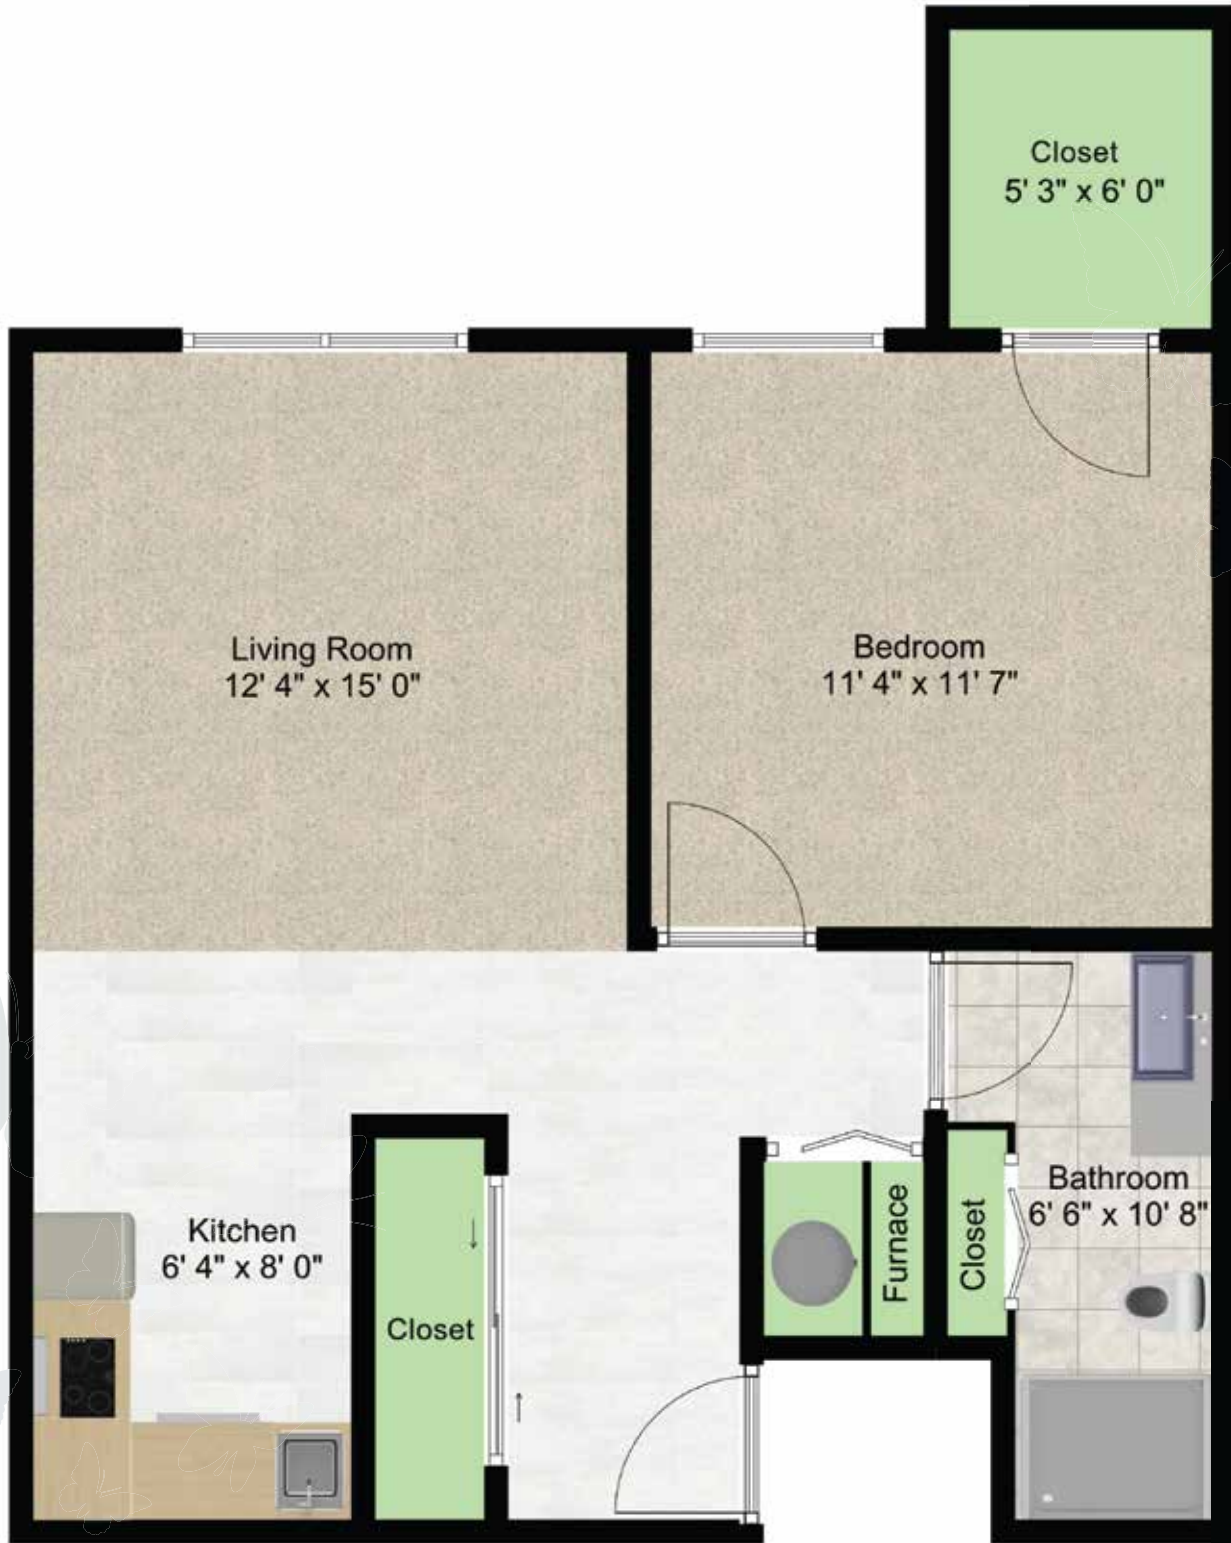 Closet
5' 3" x 6' 0"
Living Room
12' 4" x 15' 0"
Bedroom
11' 4" x 11' 7"
Kitchen
6' 4" x 8' 0"
Closet
Furnace
Closet
Bathroom
6' 6" x 10' 8"